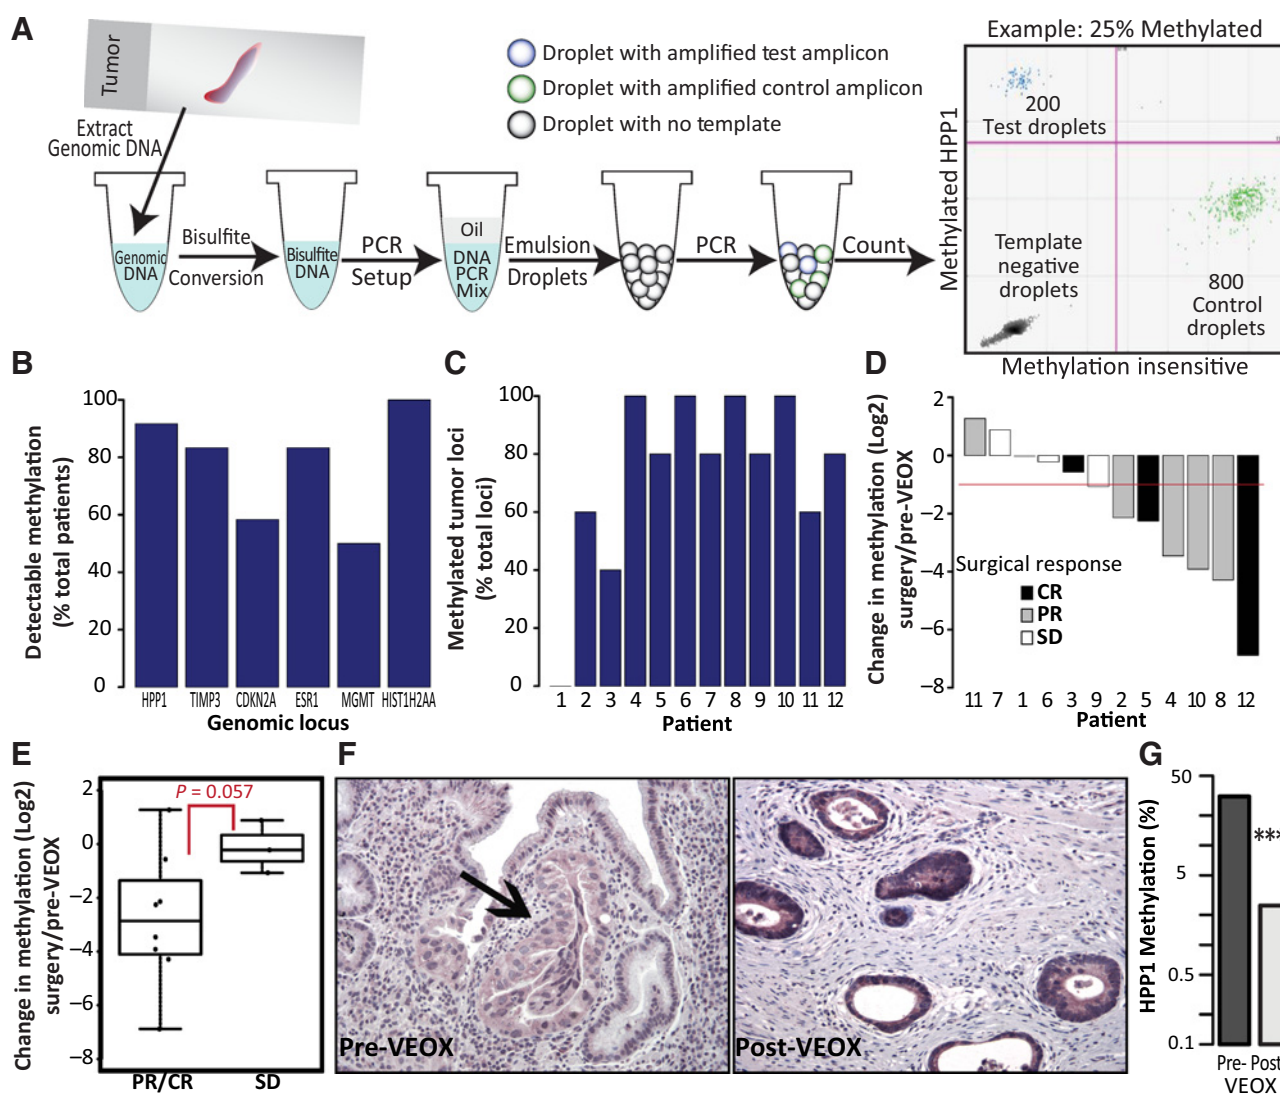 A
Tumor
Extract
Genomic DNA
Droplet with amplified test amplicon
Droplet with amplified control amplicon
Droplet with no template
Genomic
DNA
Bisulfite
Conversion
Bisulfite
DNA
PCR
Setup
Oil
DNA
PCR
Mix
Emulsion
Droplets
PCR
Count
Example: 25% Methylated
Methylated HPP1
200
Test droplets
Template
negative
droplets
800
Control
droplets
Methylation insensitive
B
Detectable methylation
(% total patients)
100
80
60
40
20
0
HPP1 TIMP3 CDKN2A ESR1 MGMT HIST1H2AA
Genomic locus
C
Methylated tumor loci
(% total loci)
100
80
60
40
20
0
1 2 3 4 5 6 7 8 9 10 11 12
Patient
D
Change in methylation (Log2)
surgery/pre-VEOX
2
0
−2
−4
−6
−8
Surgical response
CR
PR
SD
11 7 1 6 3 9 2 5 4 10 8 12
Patient
E
Change in methylation (Log2)
surgery/pre-VEOX
2
0
−2
−4
−6
−8
P = 0.057
PR/CR SD
F
Pre-VEOX
Post-VEOX
G
HPP1 Methylation (%)
50
5
0.5
0.1
***
Pre- Post
VEOX